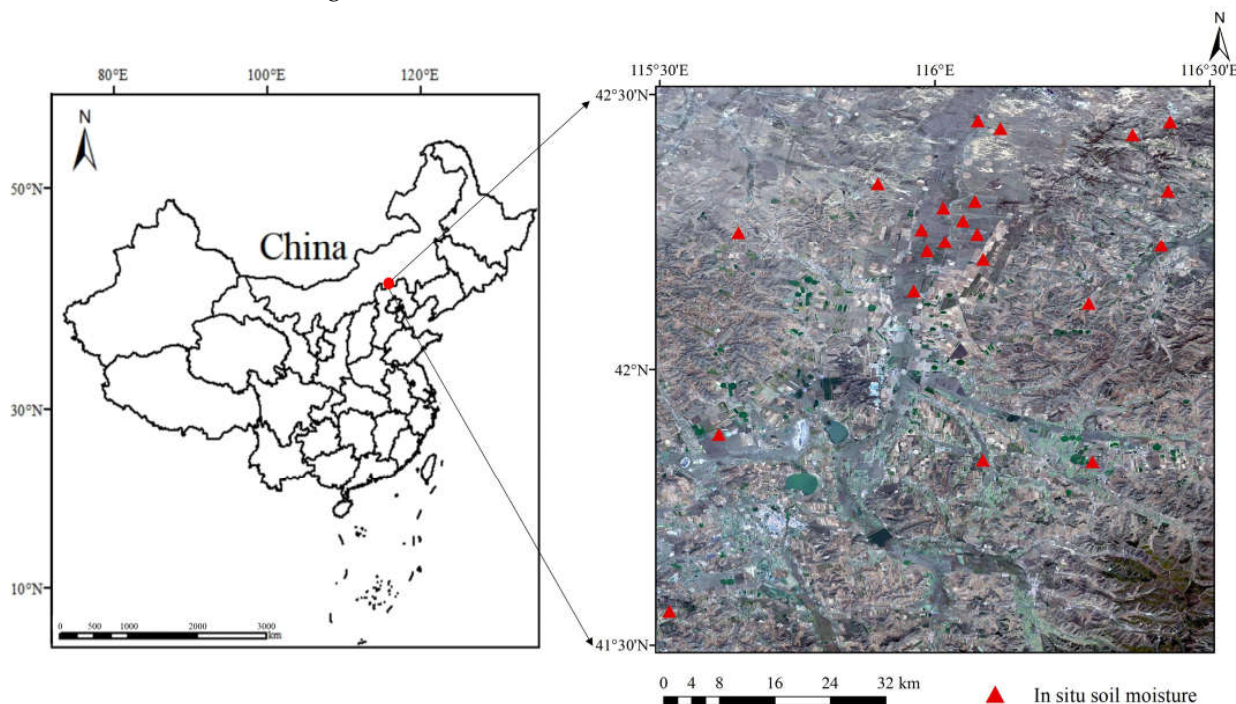 N
80°E 100°E 120°E 115°30'E 116°E 116°30'E
42°30'N
N
50°N
China
42°N
30°N
10°N
0 500 1000 2000 3000
km
41°30'N
0 4 8 16 24 32 km
In situ soil moisture